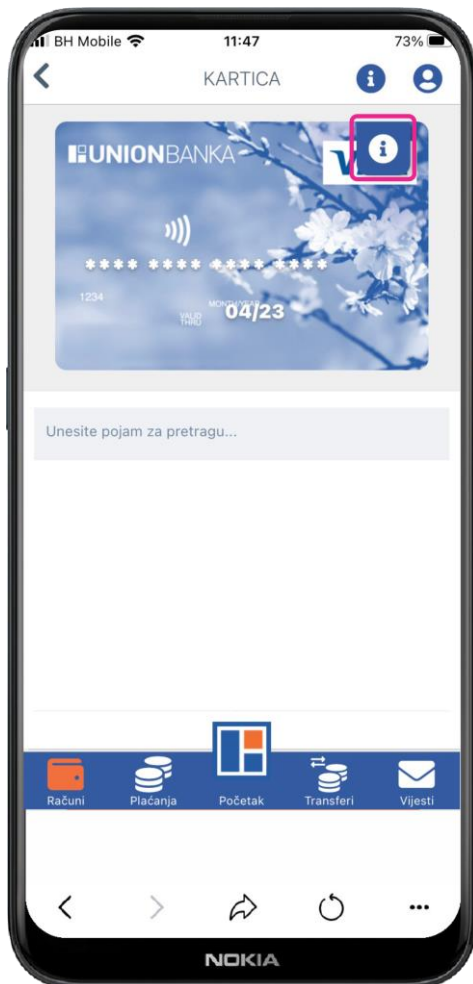 BH Mobile 11:47 73%
KARTICA
UNIONBANKA
**** **** **** ****
1234
MONTH/YEAR
VALID THRU 04/23
Unesite pojam za pretragu...
Računi Plaćanja Početak Transferi Vijesti
NOKIA